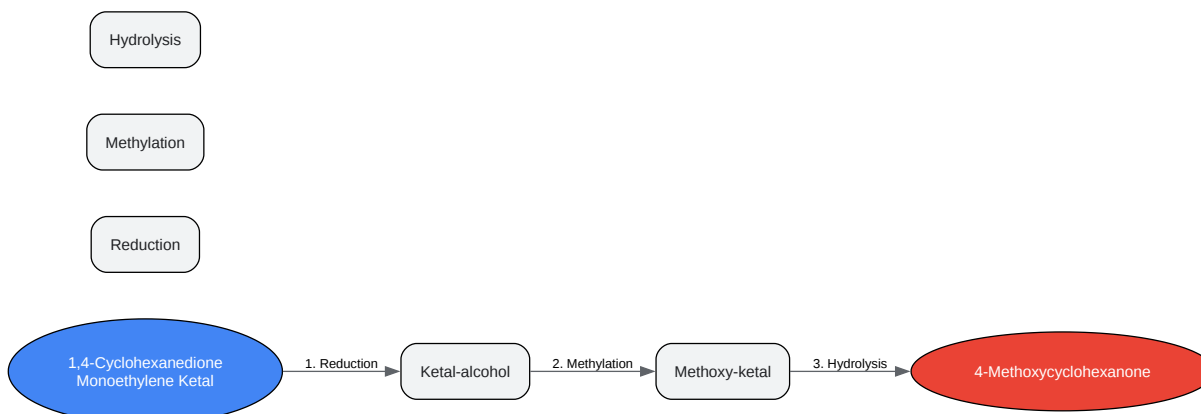 Hydrolysis
Methylation
Reduction
1,4-Cyclohexanedione
Monoethylene Ketal
1. Reduction
Ketal-alcohol
2. Methylation
Methoxy-ketal
3. Hydrolysis
4-Methoxycyclohexanone